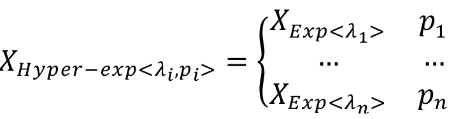 X_{Hyper-exp<λ_i,p_i>} = { X_{Exp<λ_1>} p_1
... ...
X_{Exp<λ_n>} p_n